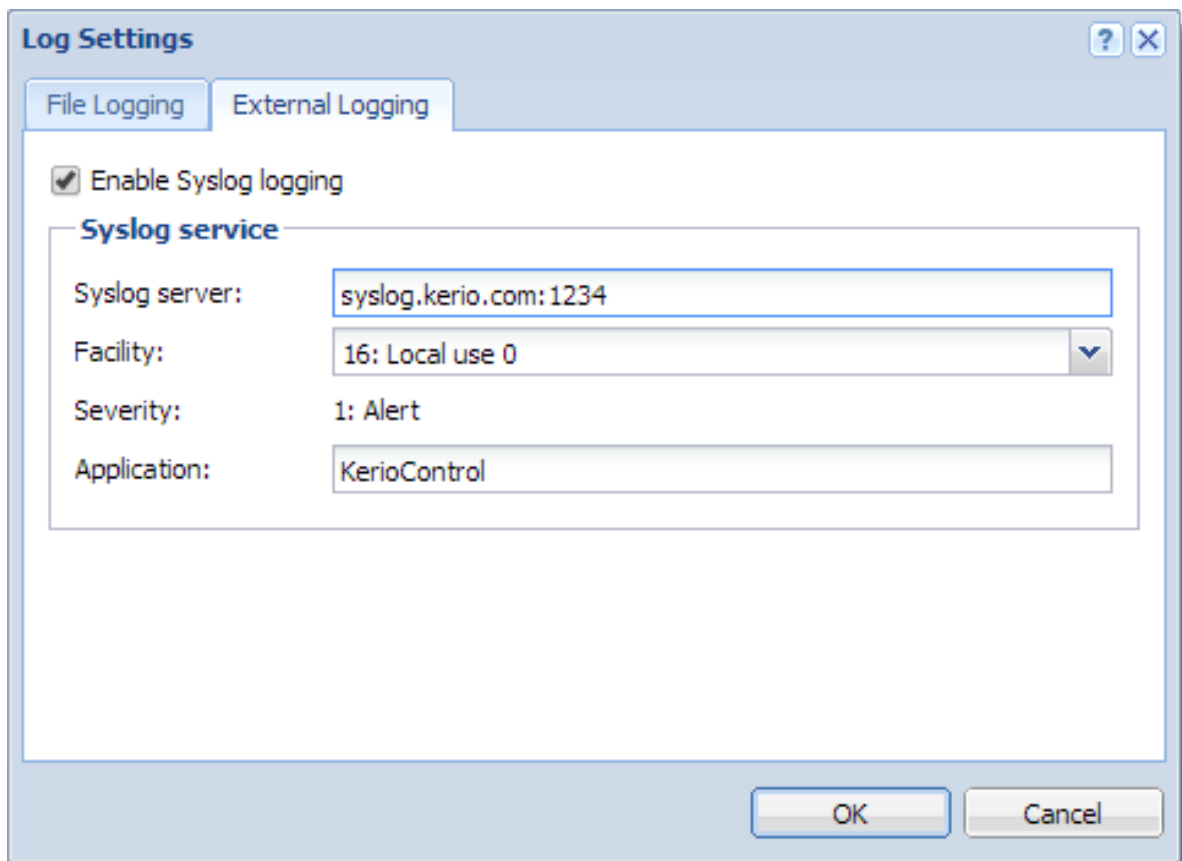 Log Settings
?
File Logging
External Logging
Enable Syslog logging
Syslog service
Syslog server: syslog.kerio.com:1234
Facility: 16: Local use 0
Severity: 1: Alert
Application: KerioControl
OK
Cancel